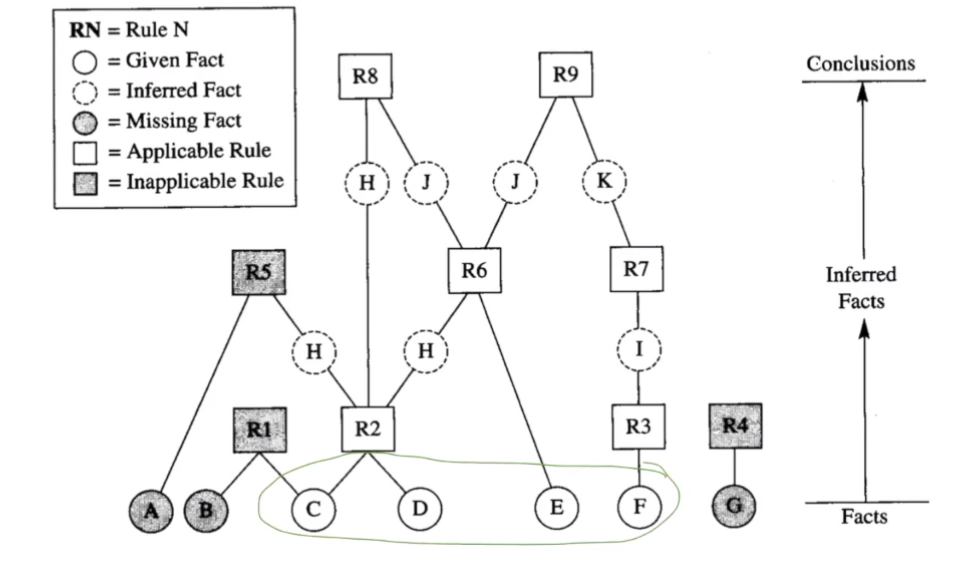 RN = Rule N
= Given Fact
= Inferred Fact
= Missing Fact
= Applicable Rule
= Inapplicable Rule
R8
R9
Conclusions
H
J
J
K
R5
R6
R7
Inferred
Facts
H
H
I
R1
R2
R3
R4
A
B
C
D
E
F
G
Facts